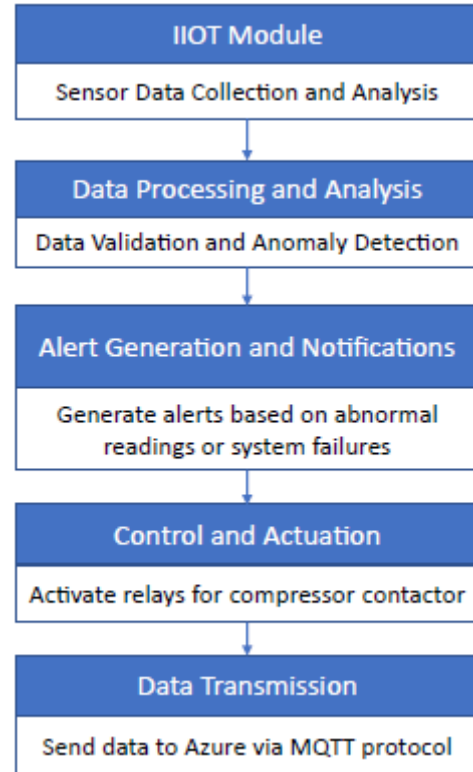 IIOT Module
Sensor Data Collection and Analysis
Data Processing and Analysis
Data Validation and Anomaly Detection
Alert Generation and Notifications
Generate alerts based on abnormal
readings or system failures
Control and Actuation
Activate relays for compressor contactor
Data Transmission
Send data to Azure via MQTT protocol